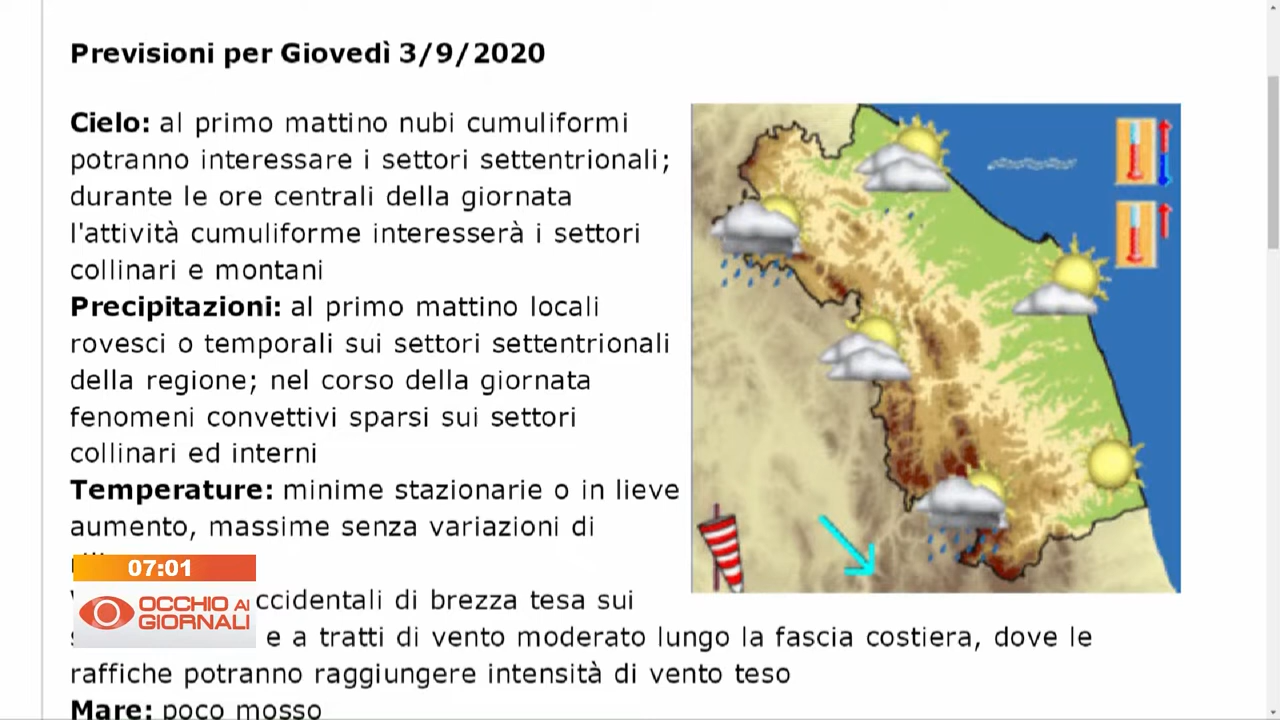 Previsioni per Giovedì 3/9/2020
Cielo: al primo mattino nubi cumuliformi
potranno interessare i settori settentrionali;
durante le ore centrali della giornata
l'attività cumuliforme interesserà i settori
collinari e montani
Precipitazioni: al primo mattino locali
rovesci o temporali sui settori settentrionali
della regione; nel corso della giornata
fenomeni convettivi sparsi sui settori
collinari ed interni
Temperature: minime stazionarie o in lieve
aumento, massime senza variazioni di
07:01
OCCHIO AI
GIORNALI
ccidentali di brezza tesa sui
e a tratti di vento moderato lungo la fascia costiera, dove le
raffiche potranno raggiungere intensità di vento teso
Mare: poco mosso